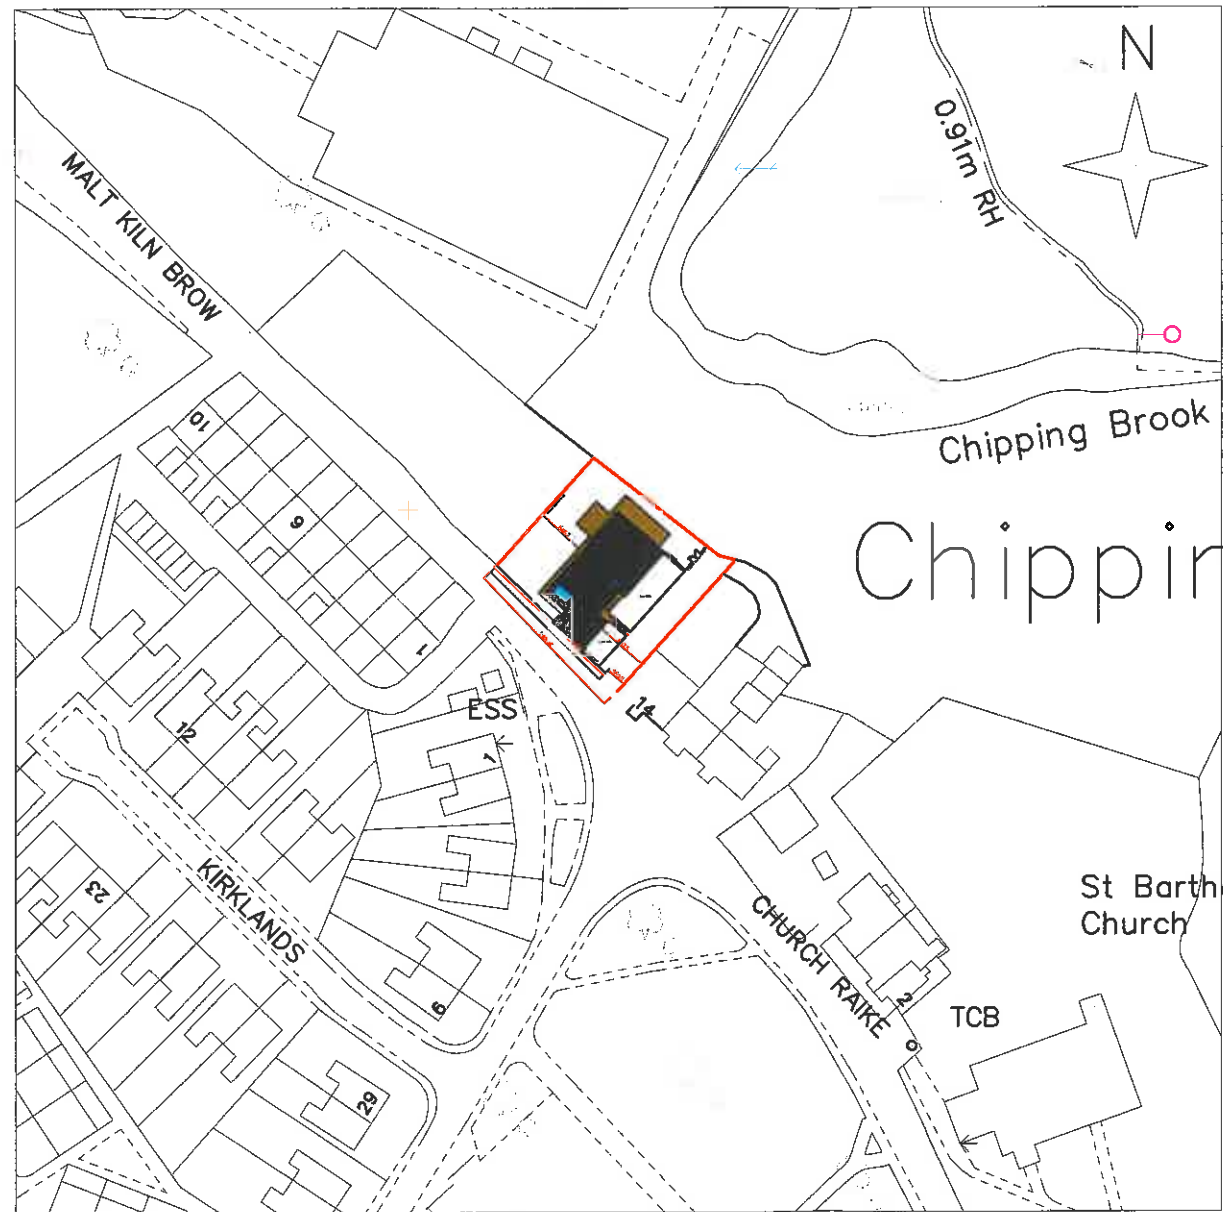 N
0.91m RH
MALT KILN BROW
Chipping Brook
Chippin
10
9
1
ESS
14
12
1
23
KIRKLANDS
6
29
CHURCH RAIKE
2
TCB
St Barth
Church